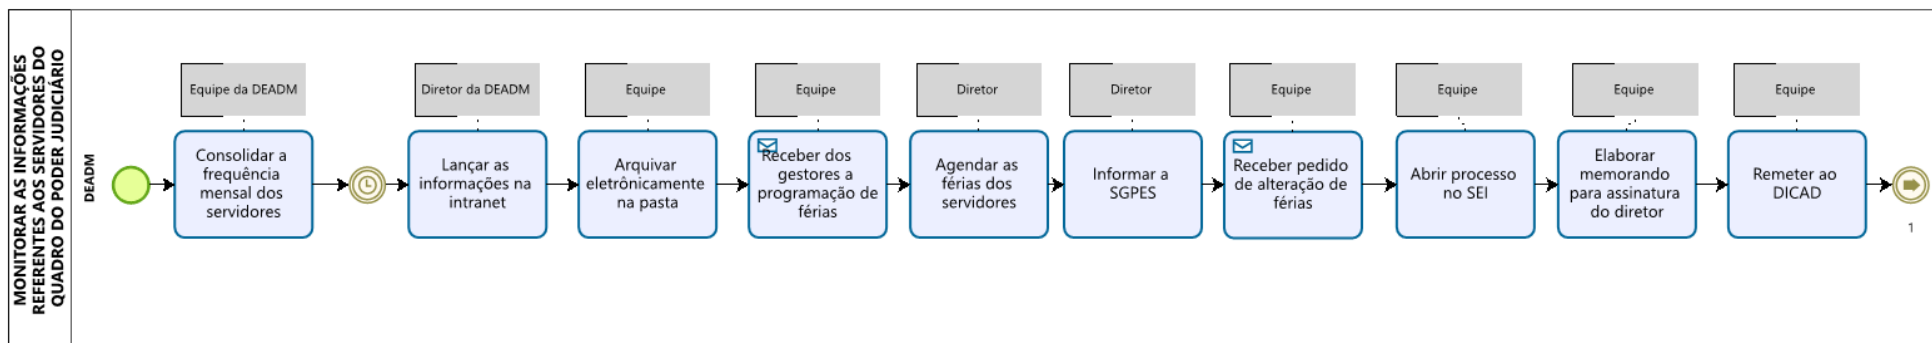 MONITORAR AS INFORMAÇÕES
REFERENTES AOS SERVIDORES DO
QUADRO DO PODER JUDICIÁRIO
DEADM
Equipe da DEADM
Consolidar a
frequência
mensal dos
servidores
Diretor da DEADM
Lançar as
informações na
intranet
Equipe
Arquivar
eletrônicamente
na pasta
Equipe
Receber dos
gestores a
programação de
férias
Diretor
Agendar as
férias dos
servidores
Diretor
Informar a
SGPES
Equipe
Receber pedido
de alteração de
férias
Equipe
Abrir processo
no SEI
Equipe
Elaborar
memorando
para assinatura
do diretor
Equipe
Remeter ao
DICAD
1